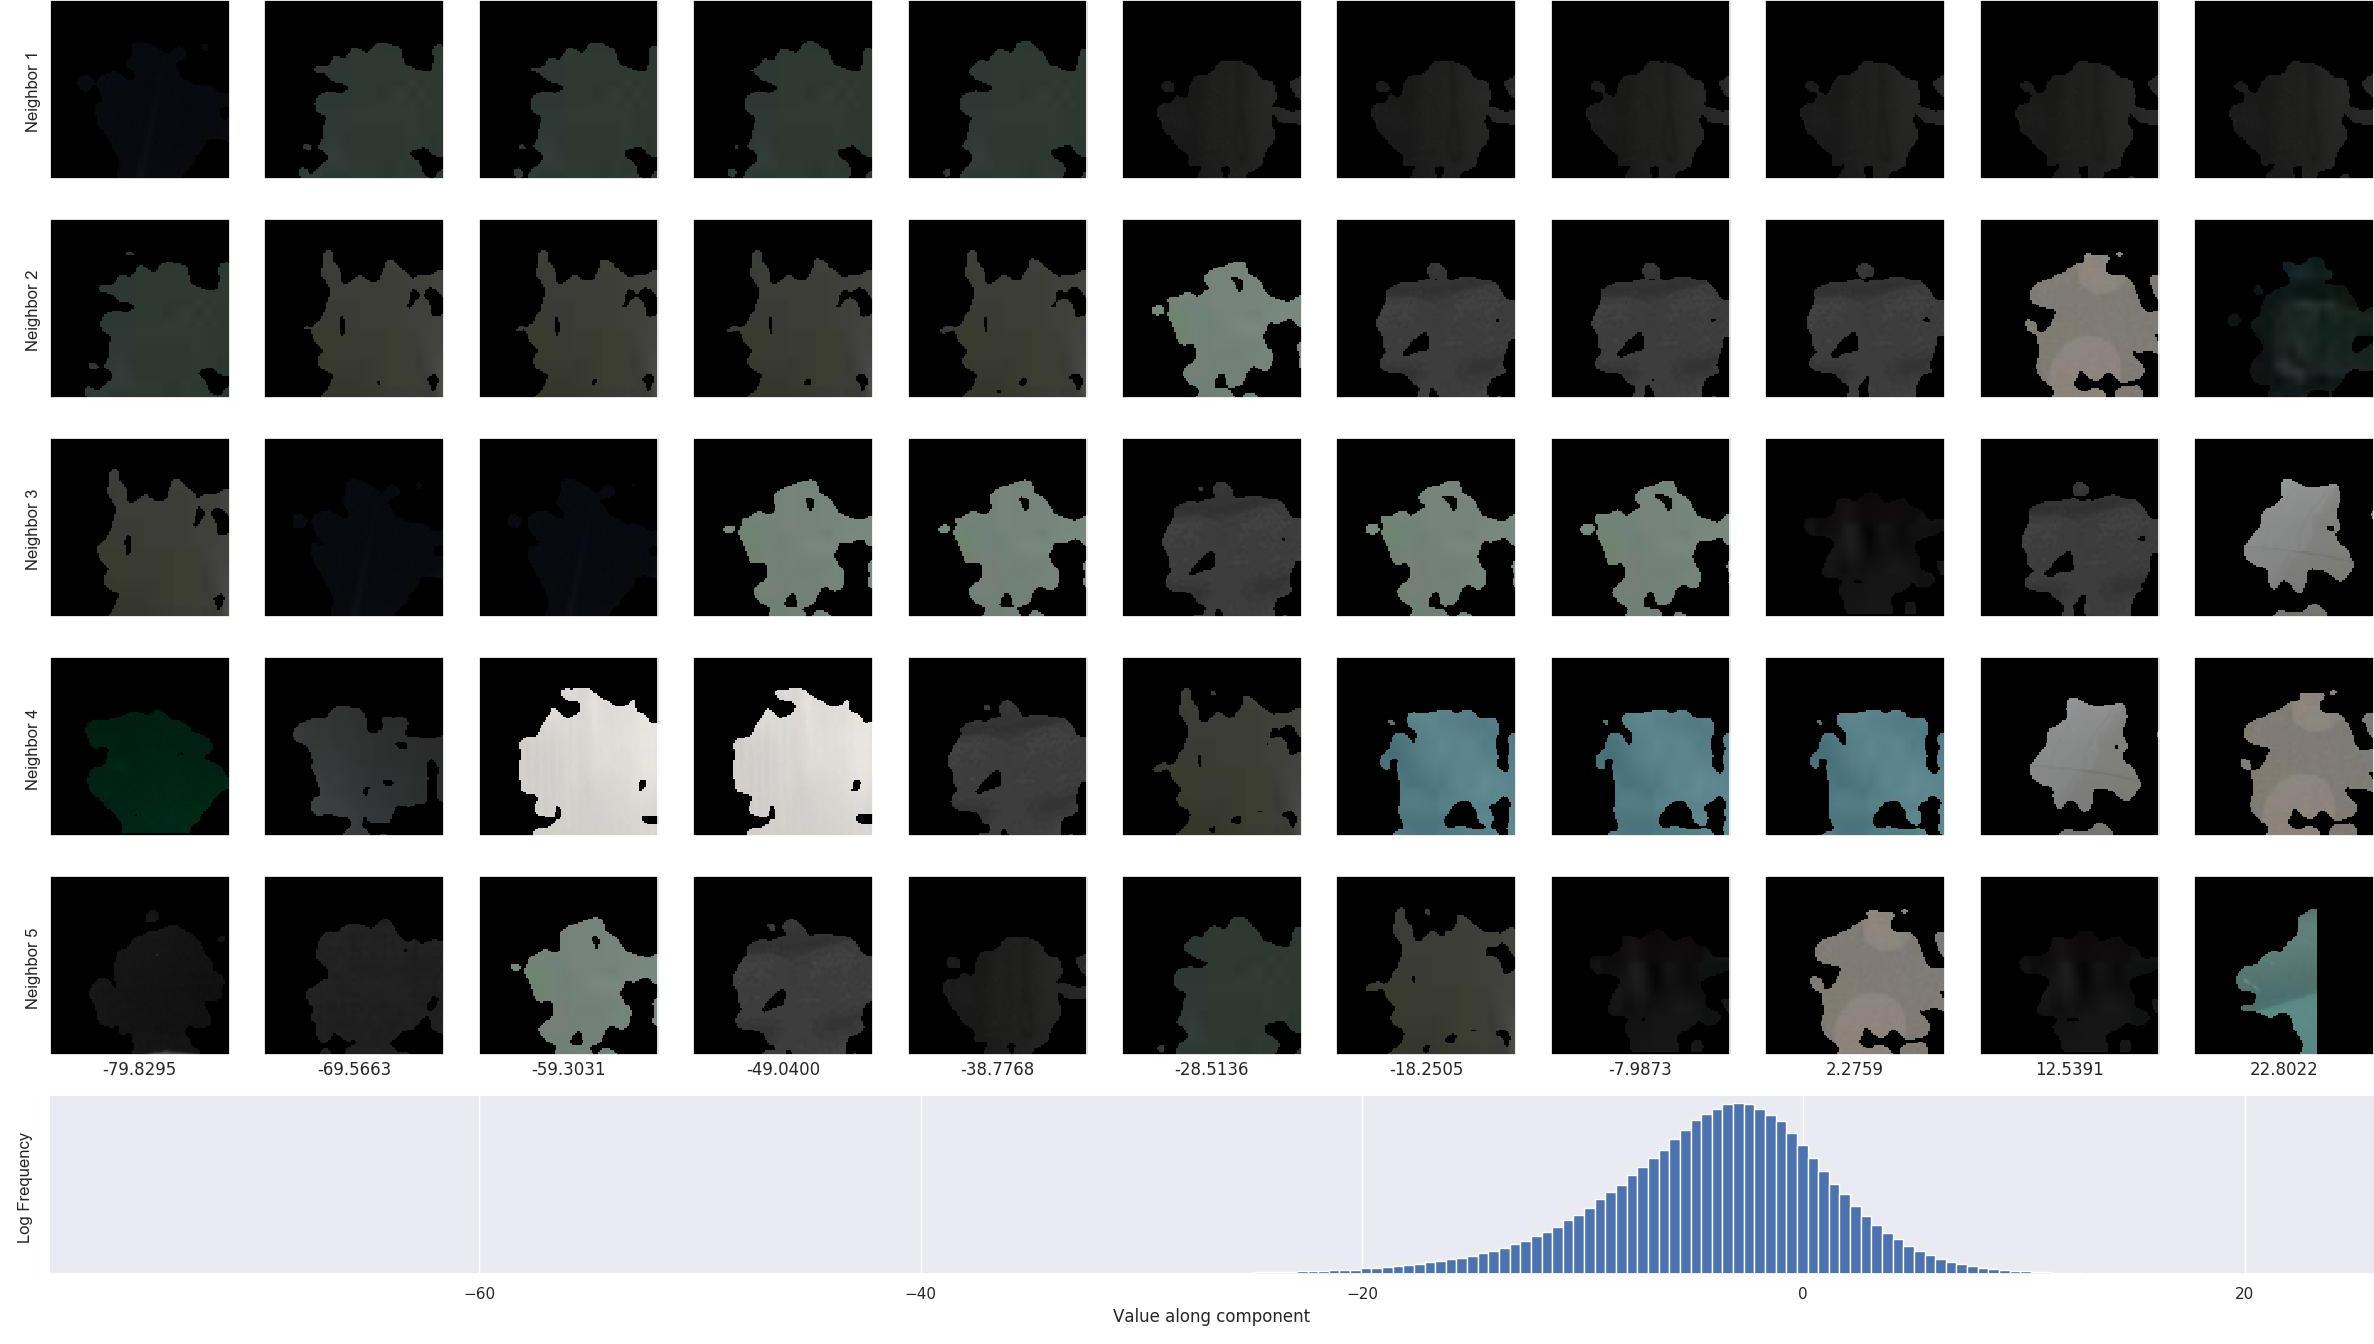 Neighbor 1
Neighbor 2
Neighbor 3
Neighbor 4
Neighbor 5
-79.8295 -69.5663 -59.3031 -49.0400 -38.7768 -28.5136 -18.2505 -7.9873 2.2759 12.5391 22.8022
Log Frequency
−60 −40 −20 0 20
Value along component